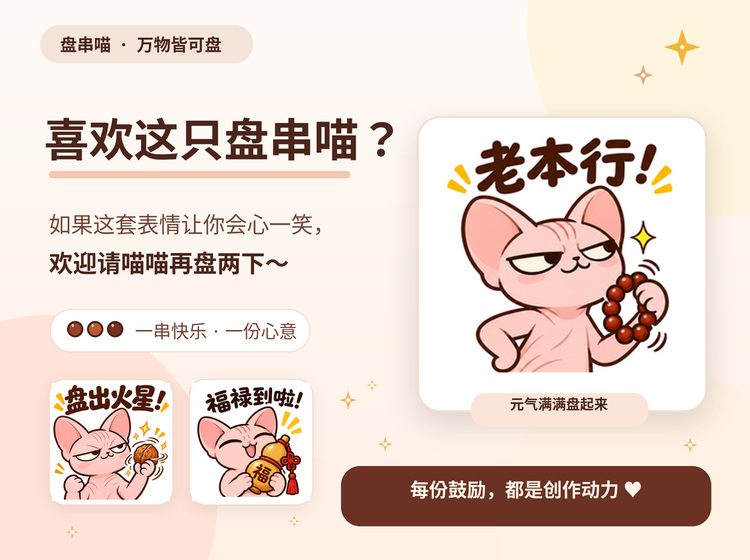 盘串喵 · 万物皆可盘
喜欢这只盘串喵？
如果这套表情让你会心一笑，
欢迎请喵喵再盘两下～
一串快乐 · 一份心意
盘出火星！
福禄到啦！
福
老本行！
元气满满盘起来
每份鼓励，都是创作动力 ♥